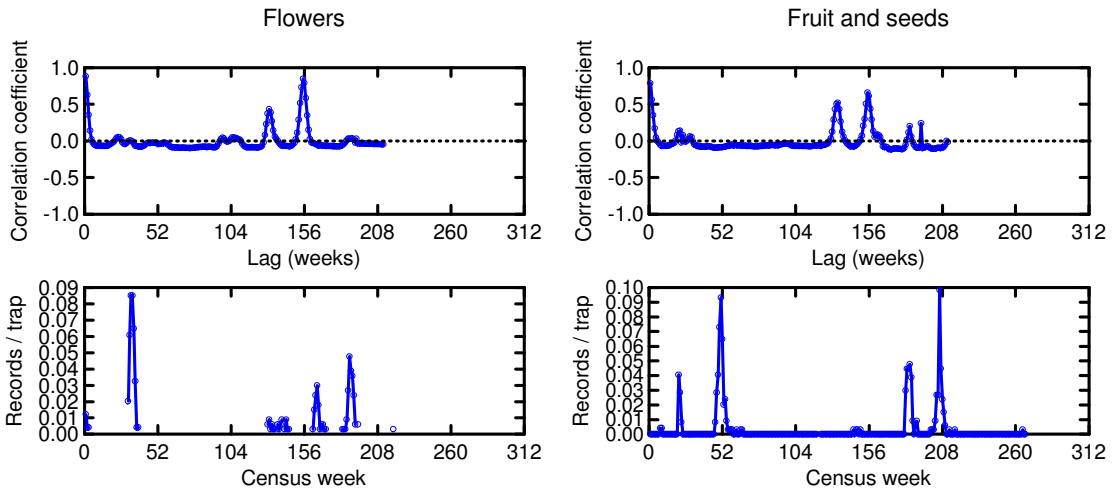 Flowers
Fruit and seeds
Correlation coefficient
1.0
0.5
0.0
-0.5
-1.0
0 52 104 156 208 260 312
Lag (weeks)
Correlation coefficient
1.0
0.5
0.0
-0.5
-1.0
0 52 104 156 208 260 312
Lag (weeks)
Records / trap
0.09
0.08
0.07
0.06
0.05
0.04
0.03
0.02
0.01
0.00
0 52 104 156 208 260 312
Census week
Records / trap
0.10
0.09
0.08
0.07
0.06
0.05
0.04
0.03
0.02
0.01
0.00
0 52 104 156 208 260 312
Census week